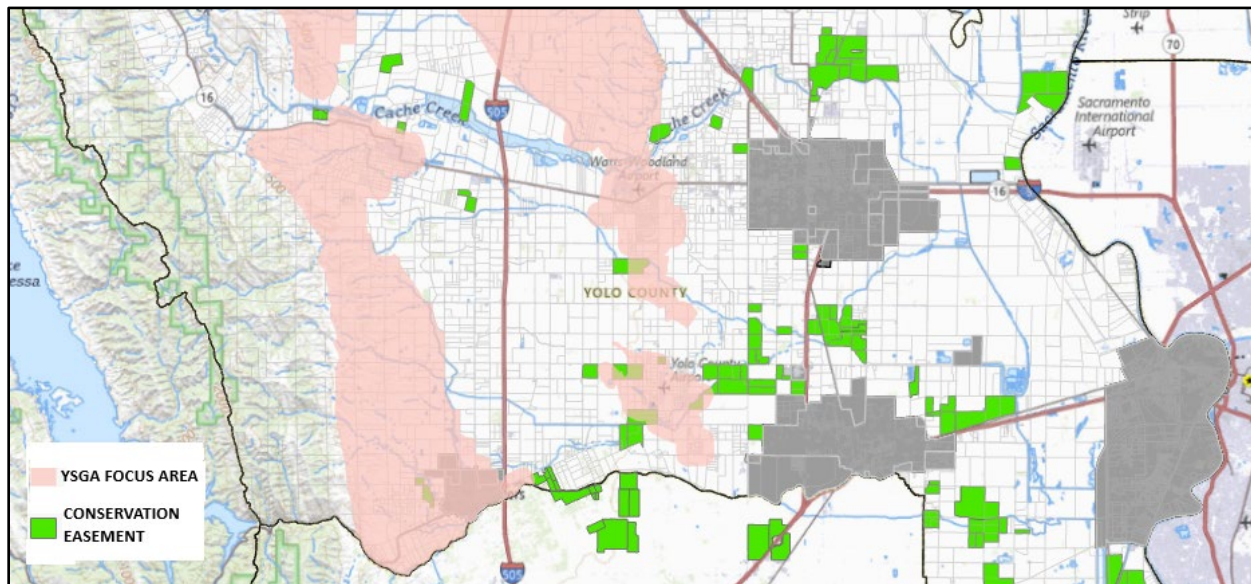 Strip
70
16
505
Cache Creek
Cache Creek
Sacramento
International
Airport
Watts-Woodland
Airport
16
YOLO COUNTY
essa
Yolo County
Airport
YSGA FOCUS AREA
CONSERVATION
EASEMENT
505